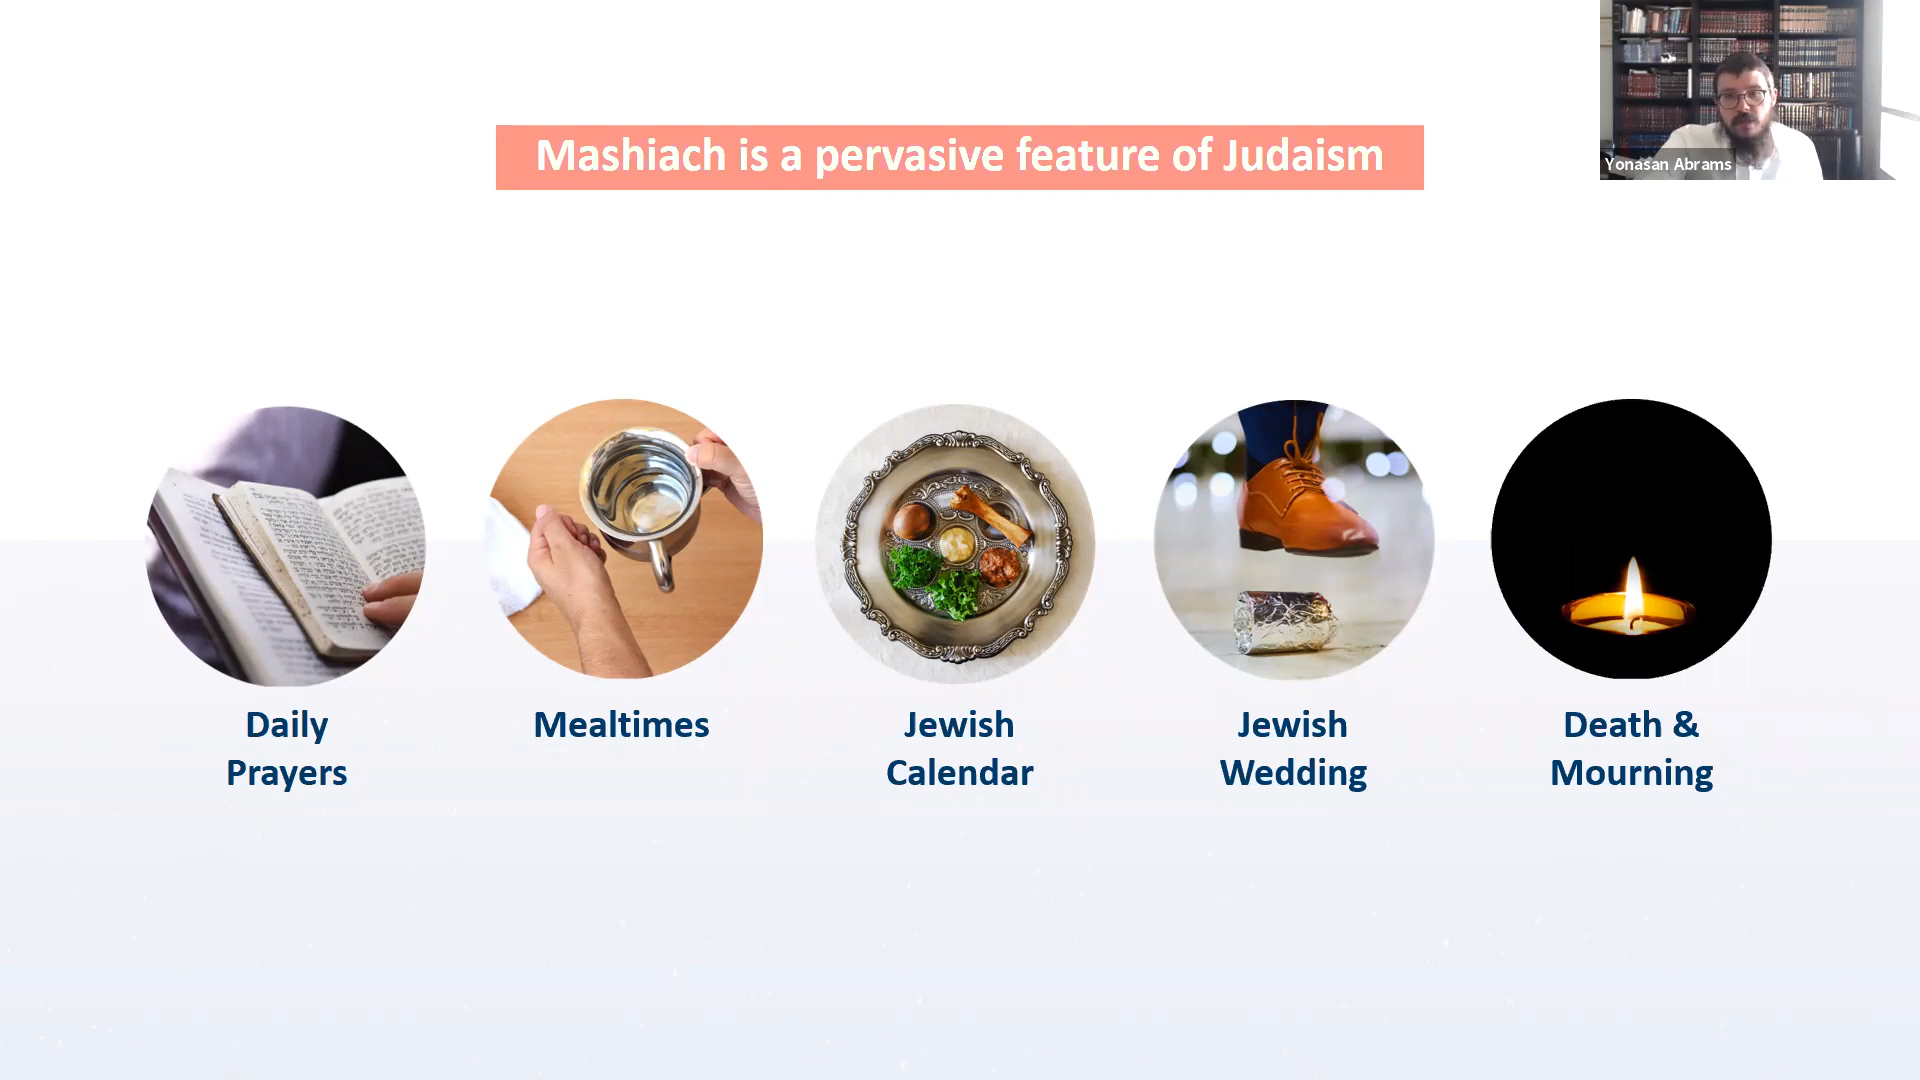 Mashiach is a pervasive feature of Judaism
Yonasan Abrams
Daily
Prayers
Mealtimes
Jewish
Calendar
Jewish
Wedding
Death &
Mourning